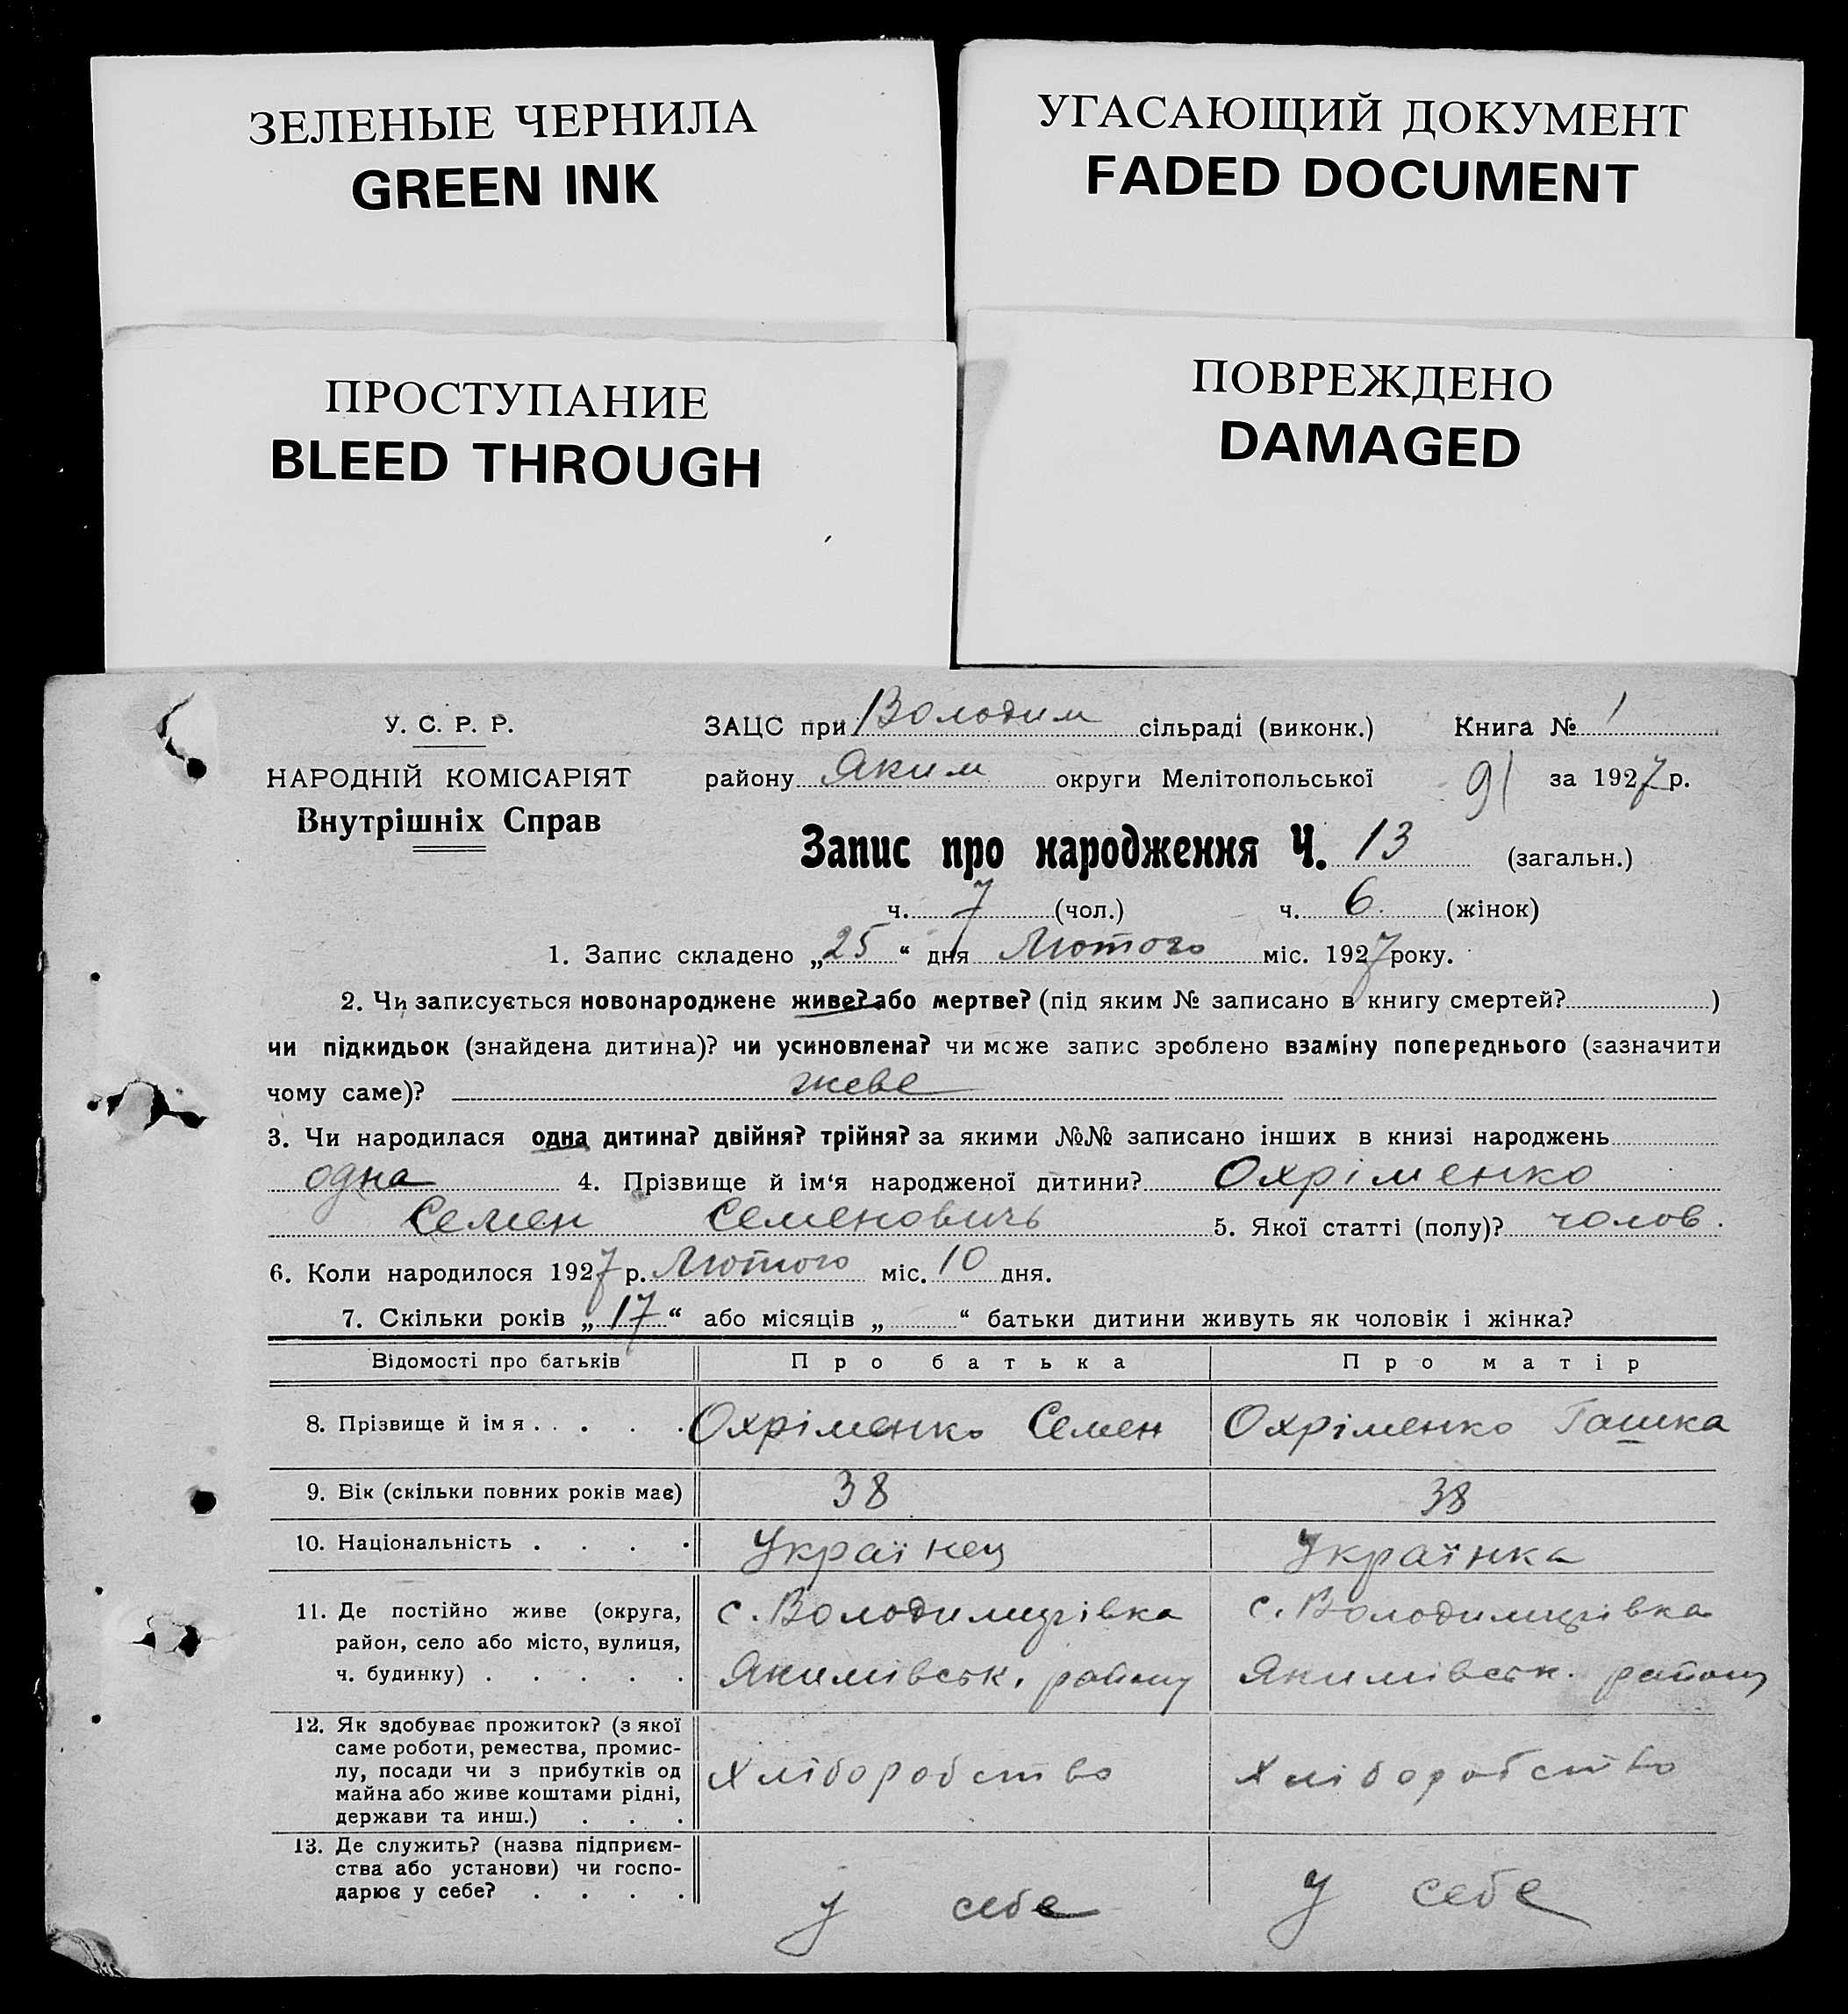 ЗЕЛЕНЫЕ ЧЕРНИЛА
GREEN INK
УГАСАЮЩИЙ ДОКУМЕНТ
FADED DOCUMENT
ПРОСТУПАНИЕ
BLEED THROUGH
ПОВРЕЖДЕНО
DAMAGED
У. С. Р. Р.
НАРОДНІЙ КОМІСАРІЯТ
Внутрішніх Справ
ЗАЦС при Володим сільраді (виконк.) Книга № 1
району Яким округи Мелітопольської 91 за 1927 р.
Запис про народження Ч. 13 (загальн.)
ч. 7 (чол.) ч. 6 (жінок)
1. Запис складено „25“ дня Лютого міс. 1927 року.
2. Чи записується новонароджене живе? або мертве? (під яким № записано в книгу смертей? )
чи підкидьок (знайдена дитина)? чи усиновлена? чи може запис зроблено взаміну попереднього (зазначити
чому саме)? живе
3. Чи народилася одна дитина? двійня? трійня? за якими №№ записано інших в книзі народжень
одна 4. Прізвище й ім‘я народженої дитини? Охріменко
Семен Семеновичь 5. Якої статті (полу)? чолов.
6. Коли народилося 1927 р. Лютого міс. 10 дня.
7. Скільки років „17“ або місяців „ “ батьки дитини живуть як чоловік і жінка?
Відомості про батьків Про батька Про матір
8. Прізвище й імя . . . . . Охріменко Семен Охріменко Гашка
9. Вік (скільки повних років має) 38 38
10. Національність . . . . Українец Українка
11. Де постійно живе (округа,
район, село або місто, вулиця,
ч. будинку) . . . . .
с. Володимирівка
Якимівськ. району
с. Володимирівка
Якимівськ. району
12. Як здобуває прожиток? (з якої
саме роботи, ремества, промис-
лу, посади чи з прибутків од
майна або живе коштами рідні,
держави та инш.) . . .
Хліборобство
Хліборобство
13. Де служить? (назва підприєм-
ства або установи) чи госпо-
дарює у себе? . . . .
у себе
у себе